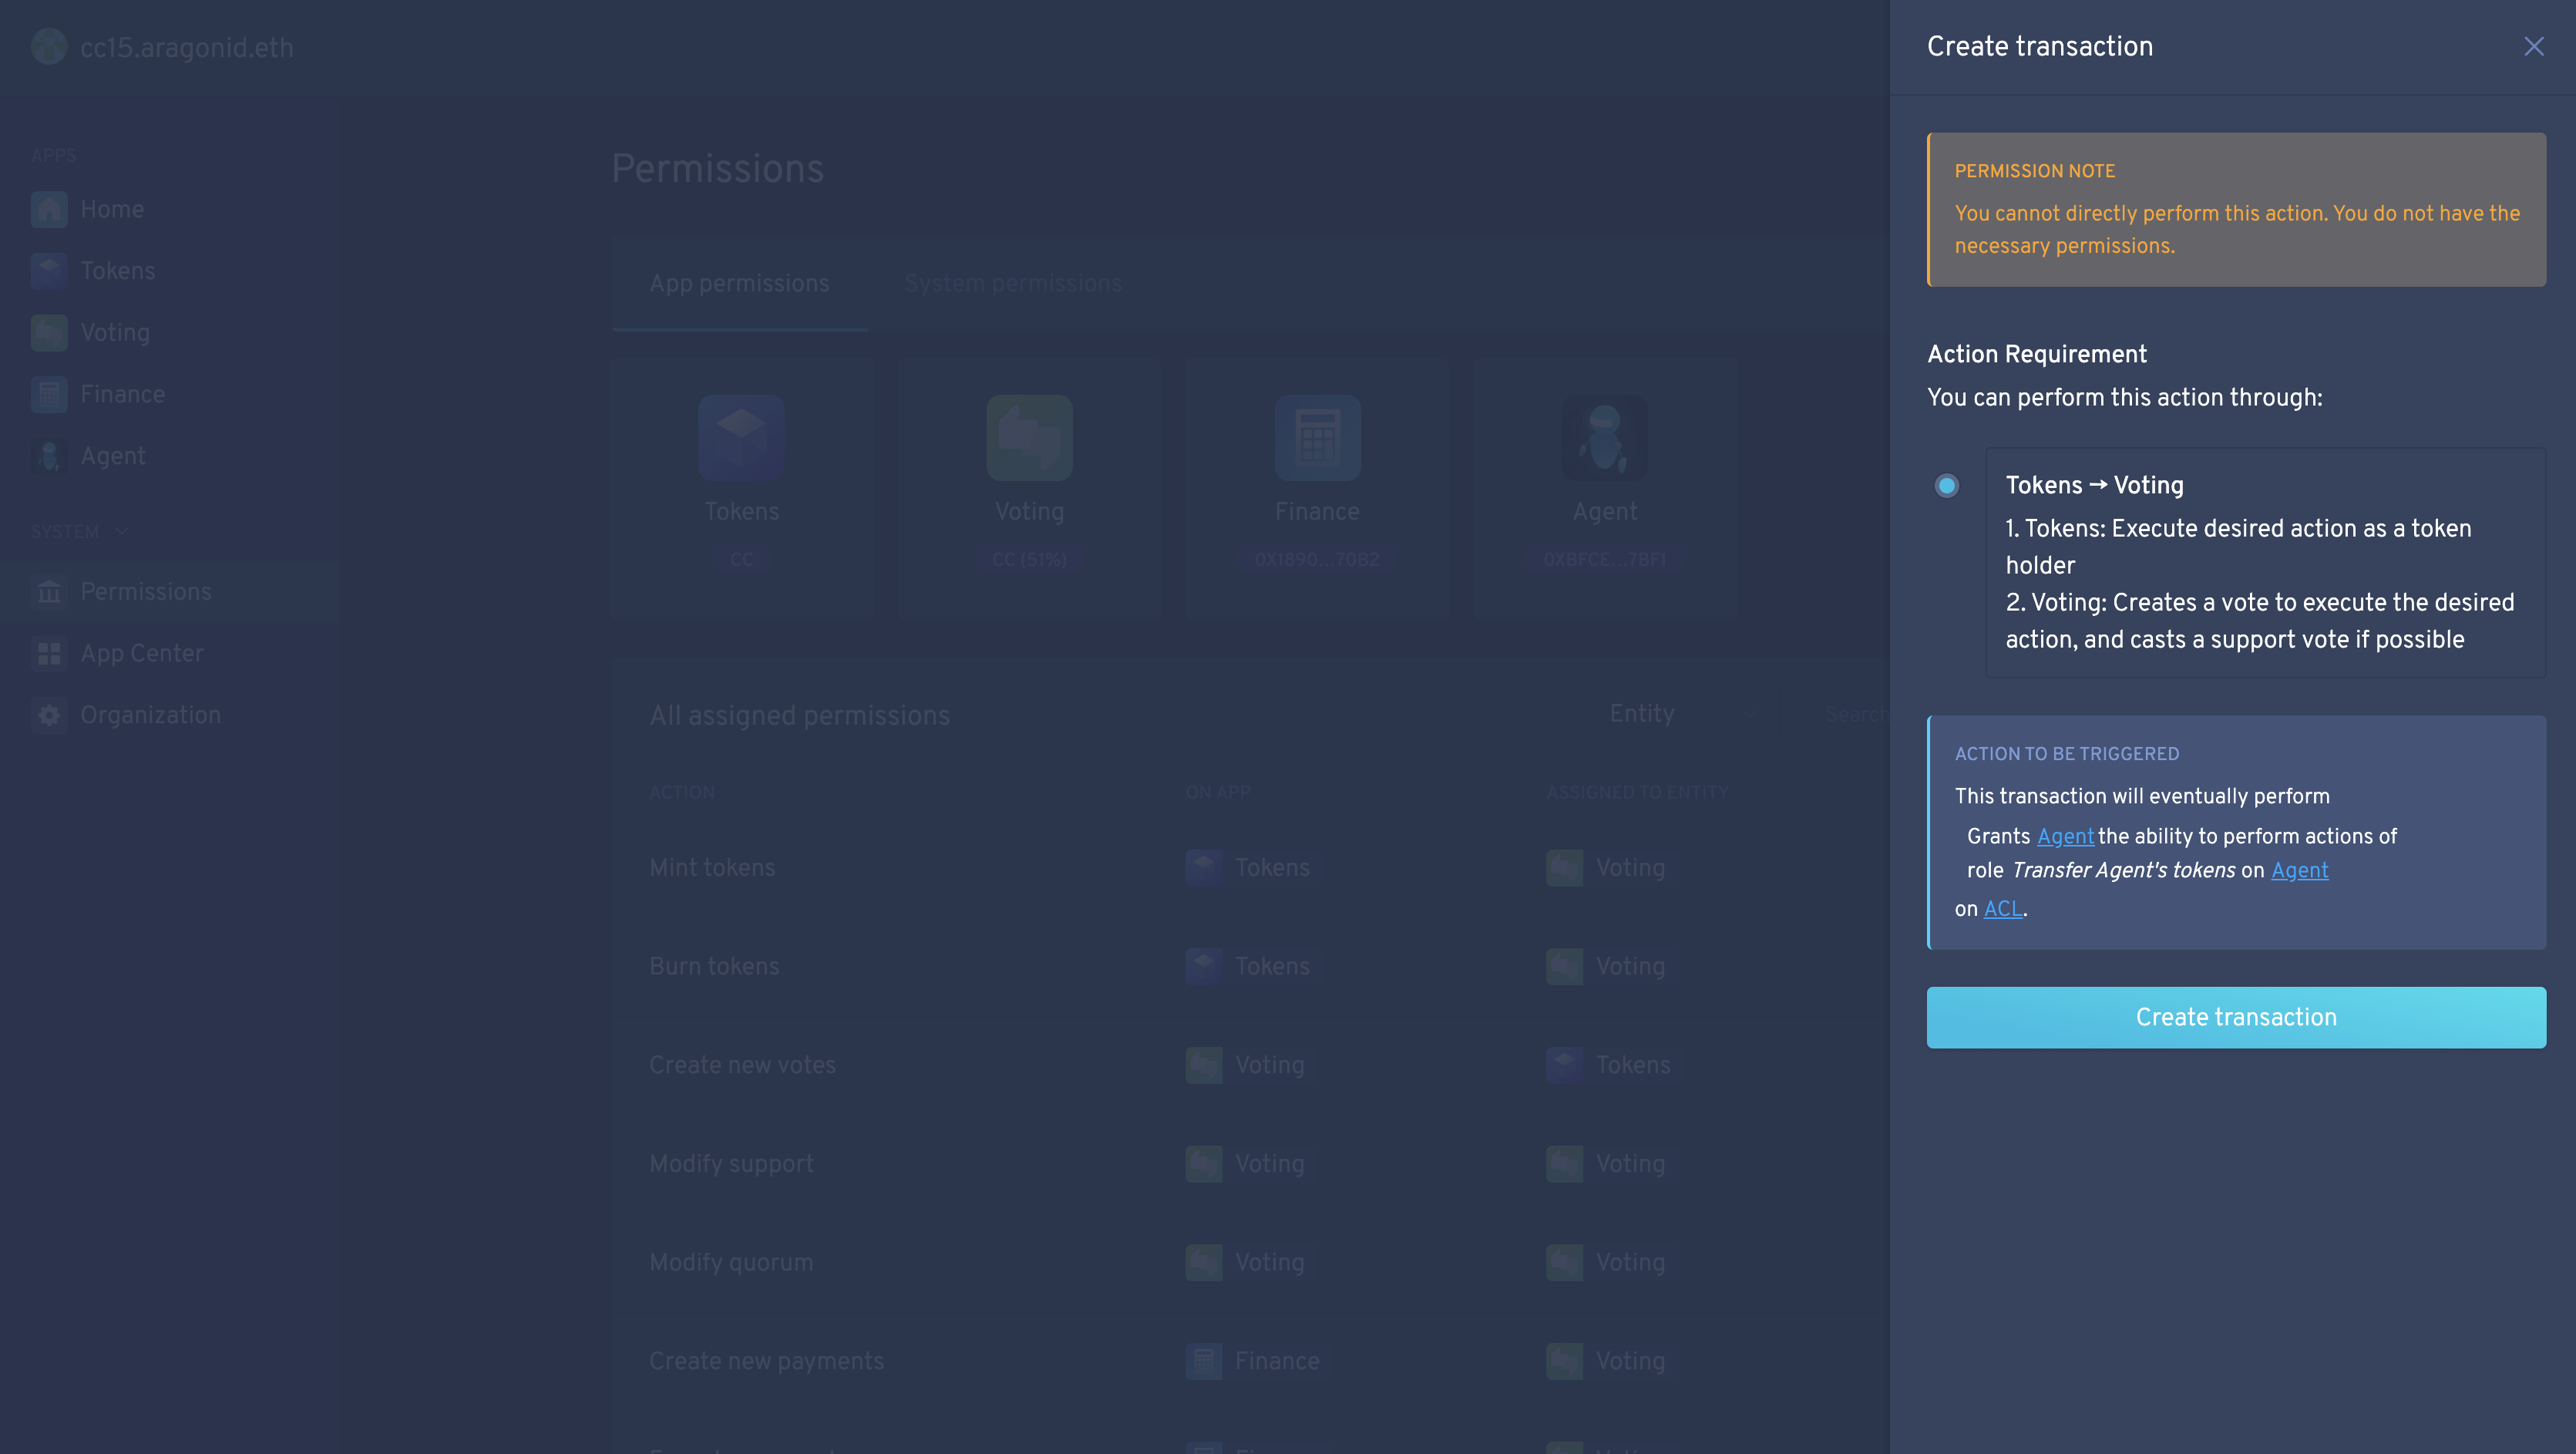 cc15.aragonid.eth
Create transaction
APPS
Home
Tokens
Voting
Finance
Agent
SYSTEM
Permissions
App Center
Organization
Permissions
App permissions
System permissions
Tokens
CC
Voting
CC (51%)
Finance
0X1890...70B2
Agent
0XBFCE...7BF1
All assigned permissions
Entity
Search
ACTION
ON APP
ASSIGNED TO ENTITY
Mint tokens
Tokens
Voting
Burn tokens
Tokens
Voting
Create new votes
Voting
Tokens
Modify support
Voting
Voting
Modify quorum
Voting
Voting
Create new payments
Finance
Voting
PERMISSION NOTE
You cannot directly perform this action. You do not have the
necessary permissions.
Action Requirement
You can perform this action through:
Tokens → Voting
1. Tokens: Execute desired action as a token
holder
2. Voting: Creates a vote to execute the desired
action, and casts a support vote if possible
ACTION TO BE TRIGGERED
This transaction will eventually perform
Grants Agent the ability to perform actions of
role Transfer Agent's tokens on Agent
on ACL.
Create transaction